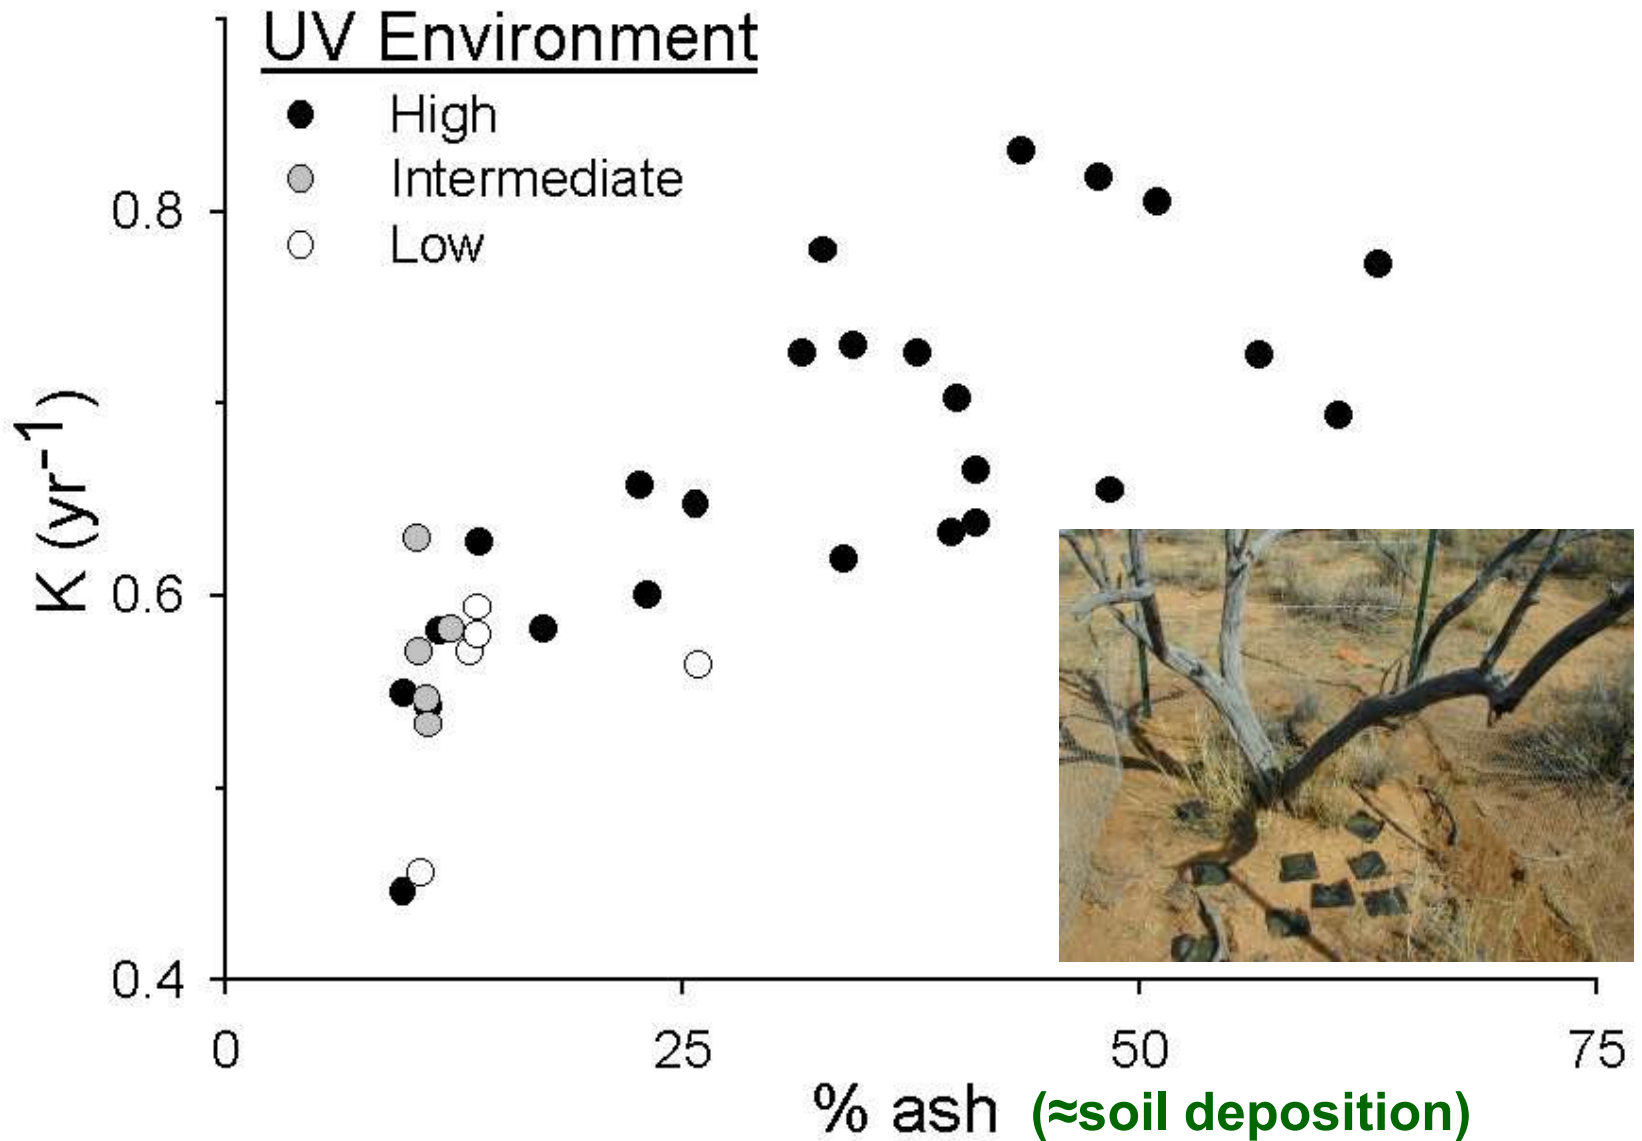 UV Environment
High
Intermediate
Low
0.8
0.6
0.4
K (yr⁻¹)
0
25
50
75
% ash (≈soil deposition)